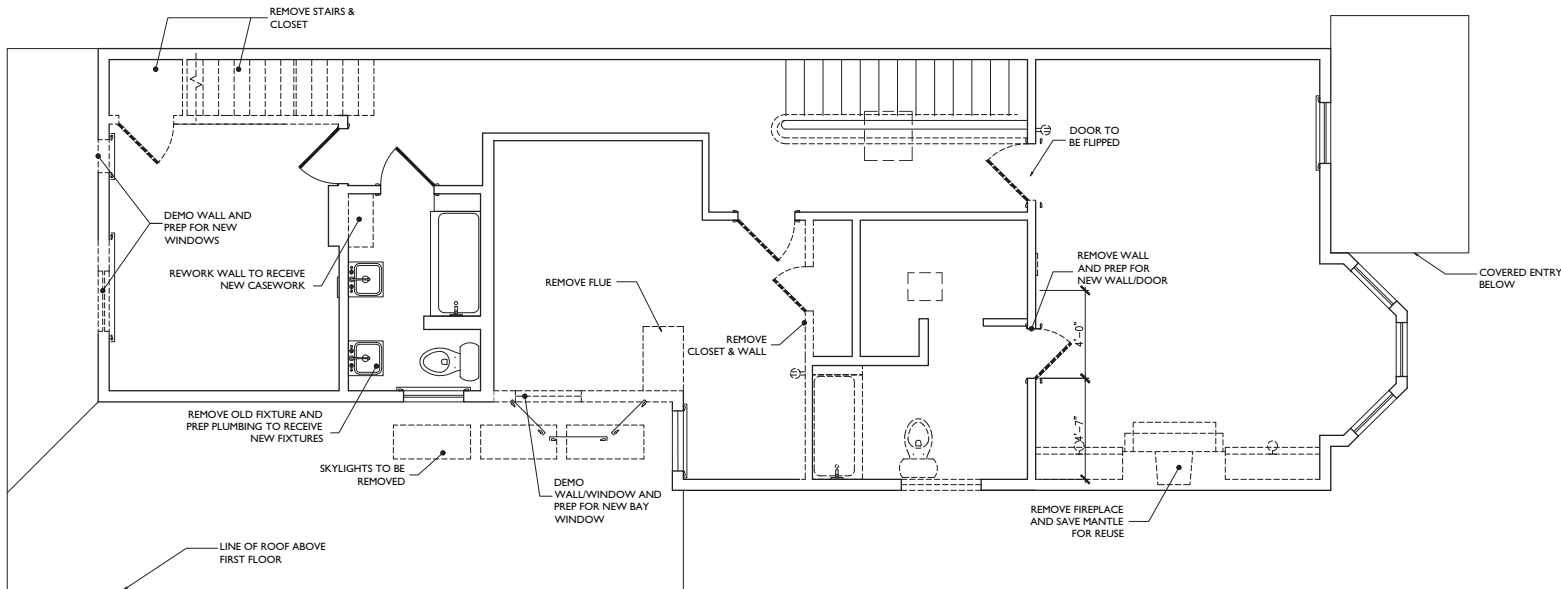 REMOVE STAIRS &
CLOSET
DOOR TO
BE FLIPPED
DEMO WALL AND
PREP FOR NEW
WINDOWS
REWORK WALL TO RECEIVE
NEW CASEWORK
REMOVE FLUE
REMOVE WALL
AND PREP FOR
NEW WALL/DOOR
COVERED ENTRY
BELOW
4'-0"
REMOVE
CLOSET & WALL
REMOVE OLD FIXTURE AND
PREP PLUMBING TO RECEIVE
NEW FIXTURES
4'-7"
SKYLIGHTS TO BE
REMOVED
DEMO
WALL/WINDOW AND
PREP FOR NEW BAY
WINDOW
REMOVE FIREPLACE
AND SAVE MANTLE
FOR REUSE
LINE OF ROOF ABOVE
FIRST FLOOR